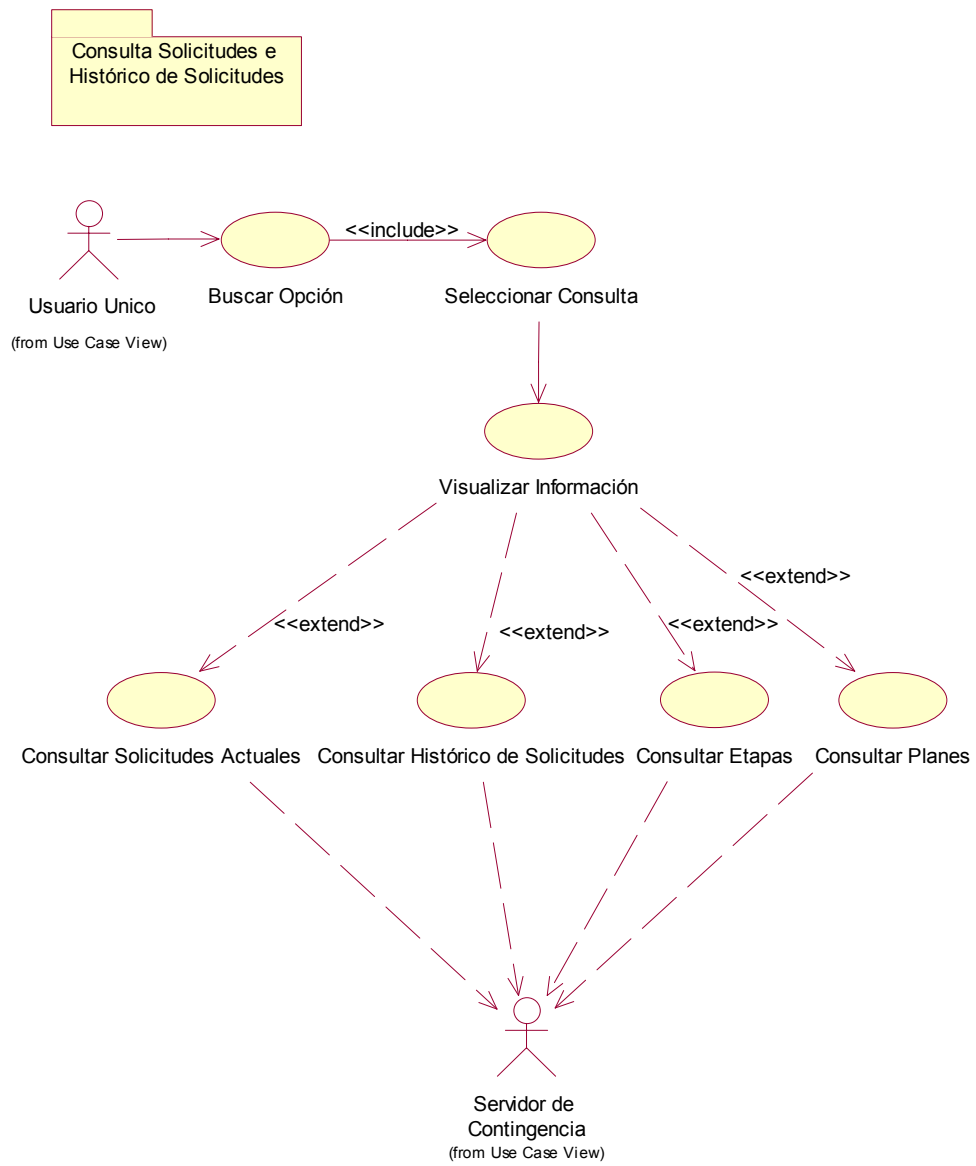 Consulta Solicitudes e
Histórico de Solicitudes
<<include>>
Usuario Unico
(from Use Case View)
Buscar Opción
Seleccionar Consulta
Visualizar Información
<<extend>>
<<extend>>
<<extend>>
<<extend>>
Consultar Solicitudes Actuales
Consultar Histórico de Solicitudes
Consultar Etapas
Consultar Planes
Servidor de
Contingencia
(from Use Case View)